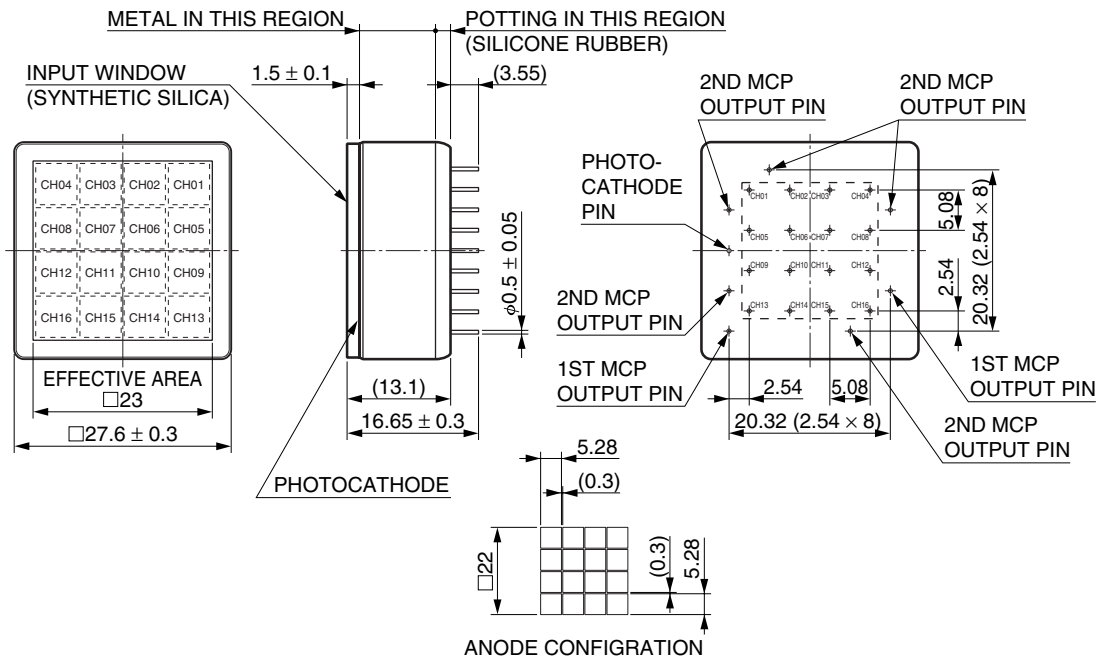 METAL IN THIS REGION
POTTING IN THIS REGION
(SILICONE RUBBER)
INPUT WINDOW
(SYNTHETIC SILICA)
1.5 ± 0.1
(3.55)
CH04 CH03 CH02 CH01
CH08 CH07 CH06 CH05
CH12 CH11 CH10 CH09
CH16 CH15 CH14 CH13
EFFECTIVE AREA
□23
□27.6 ± 0.3
ϕ0.5 ± 0.05
(13.1)
16.65 ± 0.3
PHOTOCATHODE
2ND MCP
OUTPUT PIN
2ND MCP
OUTPUT PIN
PHOTO-
CATHODE
PIN
CH01 CH02 CH03 CH04
CH05 CH06 CH07 CH08
CH09 CH10 CH11 CH12
CH13 CH14 CH15 CH16
5.08
2.54
20.32 (2.54 × 8)
2ND MCP
OUTPUT PIN
1ST MCP
OUTPUT PIN
2.54
5.08
20.32 (2.54 × 8)
1ST MCP
OUTPUT PIN
2ND MCP
OUTPUT PIN
5.28
(0.3)
□22
(0.3)
5.28
ANODE CONFIGRATION